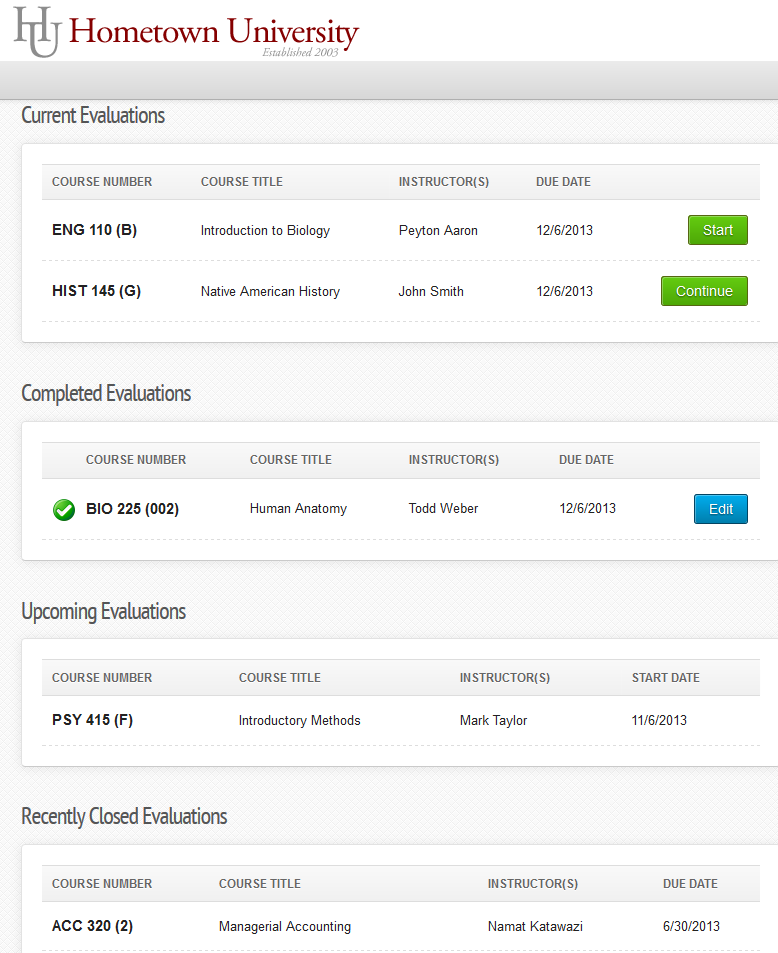 HU Hometown University
Established 2003
Current Evaluations
COURSE NUMBER COURSE TITLE INSTRUCTOR(S) DUE DATE
ENG 110 (B) Introduction to Biology Peyton Aaron 12/6/2013 Start
HIST 145 (G) Native American History John Smith 12/6/2013 Continue
Completed Evaluations
COURSE NUMBER COURSE TITLE INSTRUCTOR(S) DUE DATE
BIO 225 (002) Human Anatomy Todd Weber 12/6/2013 Edit
Upcoming Evaluations
COURSE NUMBER COURSE TITLE INSTRUCTOR(S) START DATE
PSY 415 (F) Introductory Methods Mark Taylor 11/6/2013
Recently Closed Evaluations
COURSE NUMBER COURSE TITLE INSTRUCTOR(S) DUE DATE
ACC 320 (2) Managerial Accounting Namat Katawazi 6/30/2013